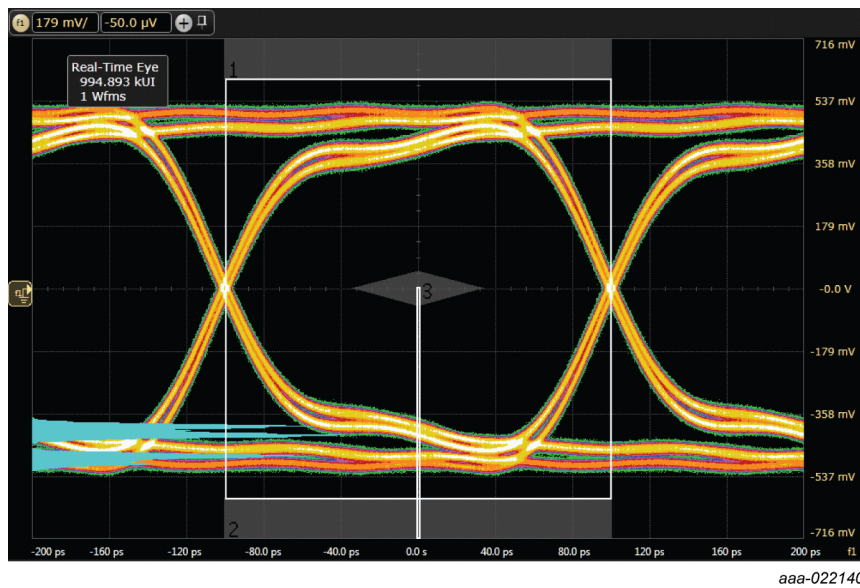 f1 179 mV/ -50.0 µV +
716 mV
1
Real-Time Eye
994.893 kUI
1 Wfms
537 mV
358 mV
179 mV
3
-0.0 V
-179 mV
-358 mV
-537 mV
2
-716 mV
-200 ps -160 ps -120 ps -80.0 ps -40.0 ps 0.0 s 40.0 ps 80.0 ps 120 ps 160 ps 200 ps f1
aaa-022140